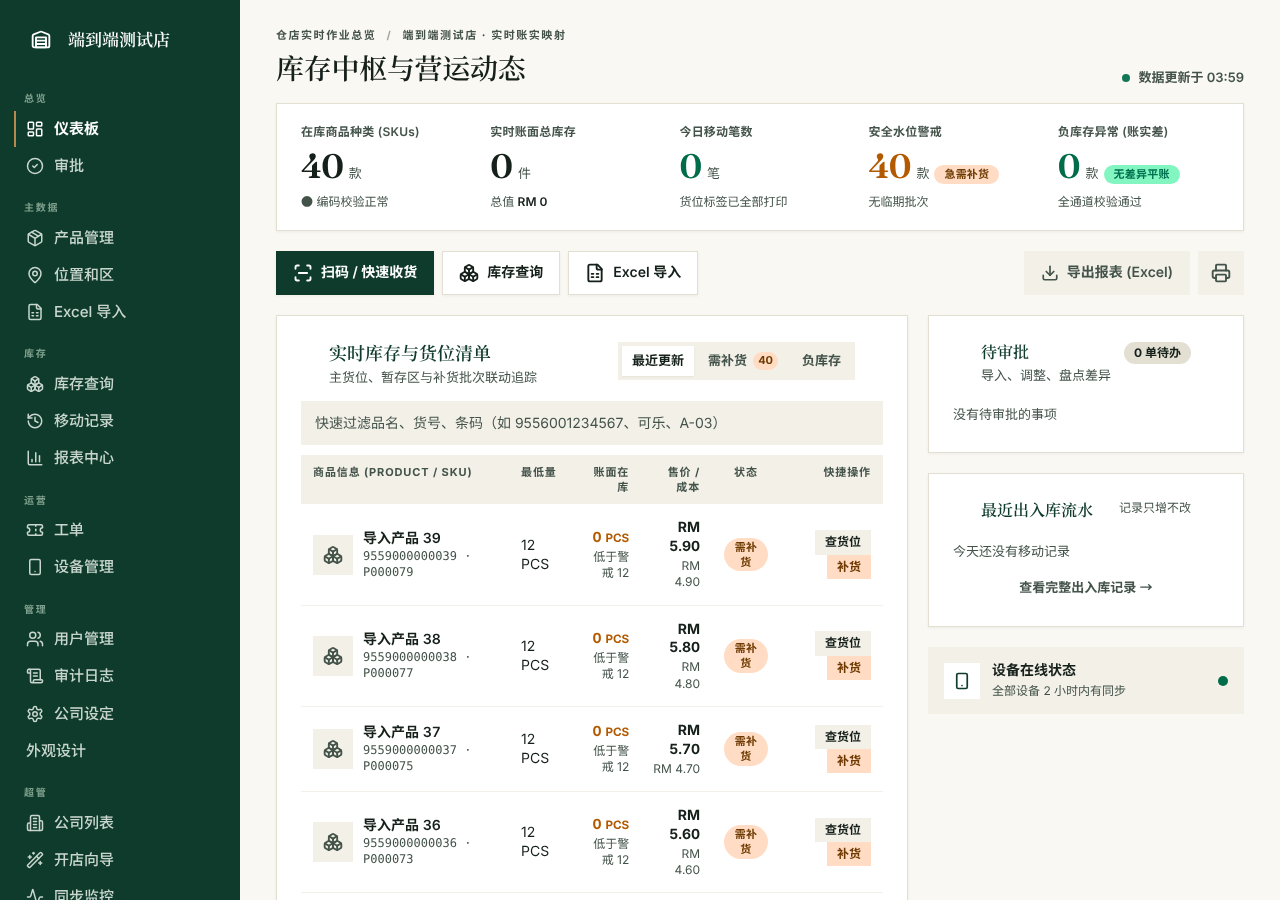 端到端测试店
总览
仪表板
审批
主数据
产品管理
位置和区
Excel 导入
库存
库存查询
移动记录
报表中心
运营
工单
设备管理
管理
用户管理
审计日志
公司设定
外观设计
超管
公司列表
开店向导
同步监控
仓店实时作业总览 / 端到端测试店 · 实时账实映射
库存中枢与营运动态
数据更新于 03:59
在库商品种类 (SKUs)
40 款
编码校验正常
实时账面总库存
0 件
总值 RM 0
今日移动笔数
0 笔
货位标签已全部打印
安全水位警戒
40 款 急需补货
无临期批次
负库存异常 (账实差)
0 款 无差异平账
全通道校验通过
扫码 / 快速收货
库存查询
Excel 导入
导出报表 (Excel)
实时库存与货位清单
主货位、暂存区与补货批次联动追踪
最近更新 需补货 40 负库存
快速过滤品名、货号、条码（如 9556001234567、可乐、A-03）
商品信息 (PRODUCT / SKU) 最低量 账面在 售价 / 状态 快捷操作
库 成本
导入产品 39
9559000000039 ·
P000079
12
PCS
0 PCS
低于警
戒 12
RM
5.90
RM
4.90
需补
货
查货位
补货
导入产品 38
9559000000038 ·
P000077
12
PCS
0 PCS
低于警
戒 12
RM
5.80
RM
4.80
需补
货
查货位
补货
导入产品 37
9559000000037 ·
P000075
12
PCS
0 PCS
低于警
戒 12
RM
5.70
RM 4.70
需补
货
查货位
补货
导入产品 36
9559000000036 ·
P000073
12
PCS
0 PCS
低于警
戒 12
RM
5.60
RM
4.60
需补
货
查货位
补货
待审批
0 单待办
导入、调整、盘点差异
没有待审批的事项
最近出入库流水
记录只增不改
今天还没有移动记录
查看完整出入库记录 →
设备在线状态
全部设备 2 小时内有同步